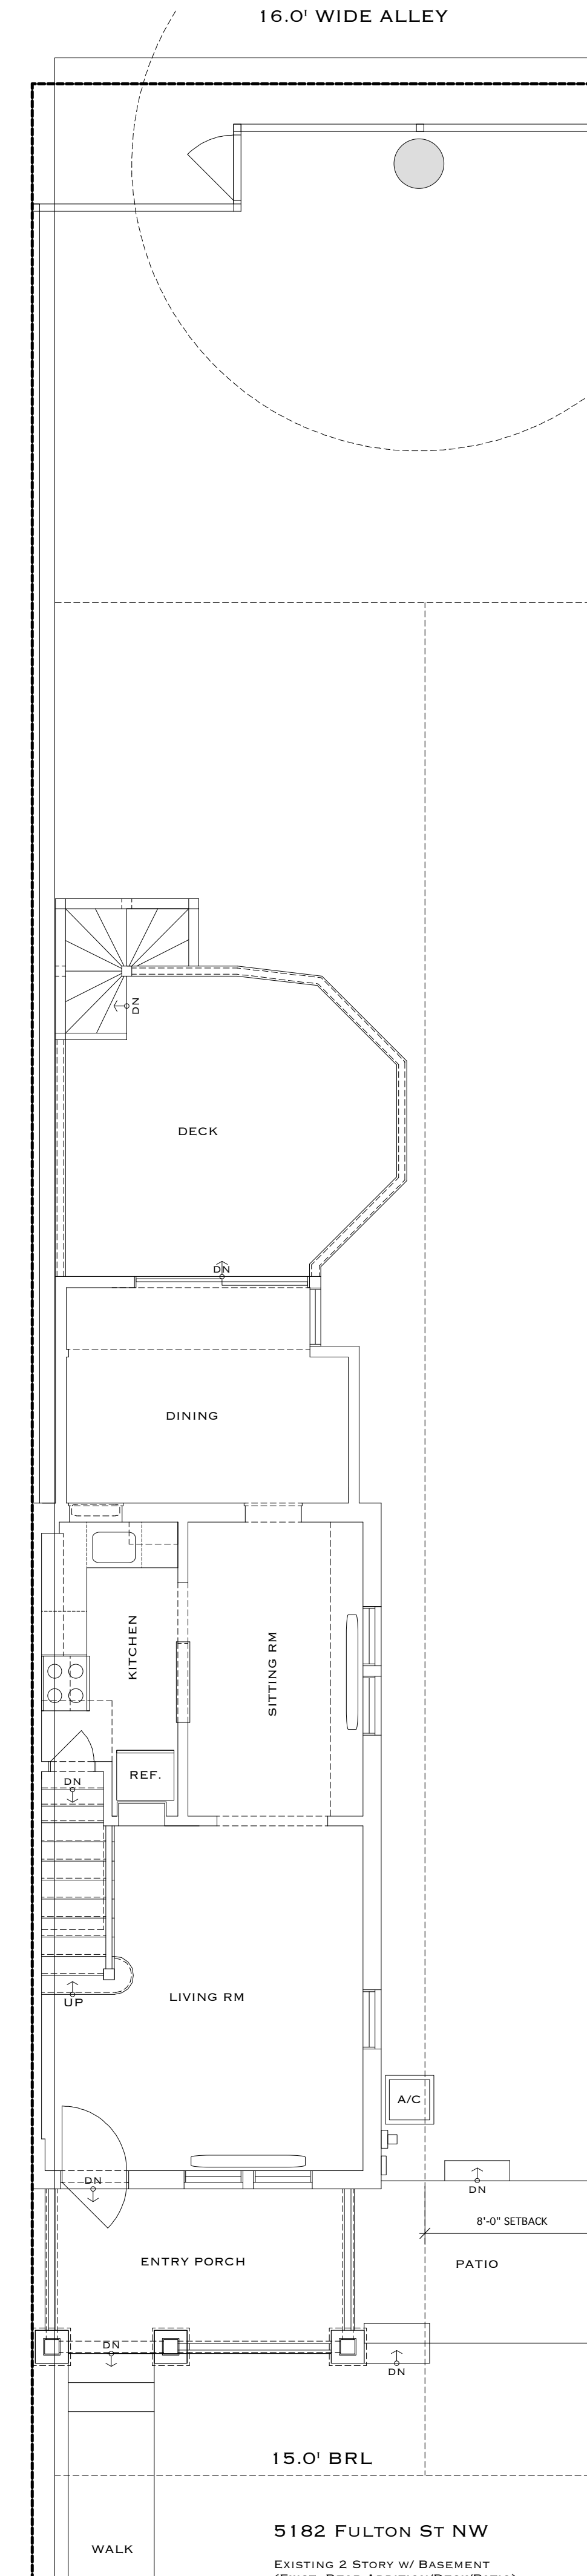 16.0' WIDE ALLEY
DN
DECK
DN
DINING
KITCHEN
SITTING RM
REF.
DN
LIVING RM
UP
A/C
DN
DN
8'-0" SETBACK
ENTRY PORCH
PATIO
DN
DN
15.0' BRL
5182 FULTON ST NW
WALK
EXISTING 2 STORY W/ BASEMENT